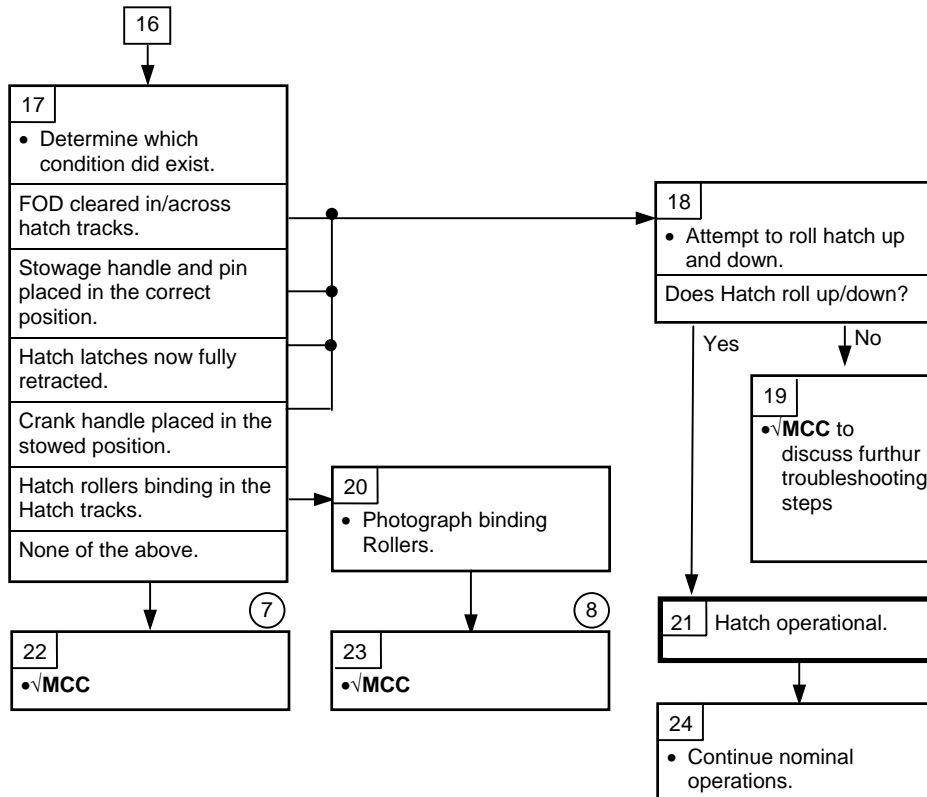 16
17
• Determine which
condition did exist.
FOD cleared in/across
hatch tracks.
Stowage handle and pin
placed in the correct
position.
Hatch latches now fully
retracted.
Crank handle placed in the
stowed position.
Hatch rollers binding in the
Hatch tracks.
None of the above.
18
• Attempt to roll hatch up
and down.
Does Hatch roll up/down?
Yes
No
19
•√MCC to
discuss furthur
troubleshooting
steps
20
• Photograph binding
Rollers.
7
22
•√MCC
8
23
•√MCC
21 Hatch operational.
24
• Continue nominal
operations.